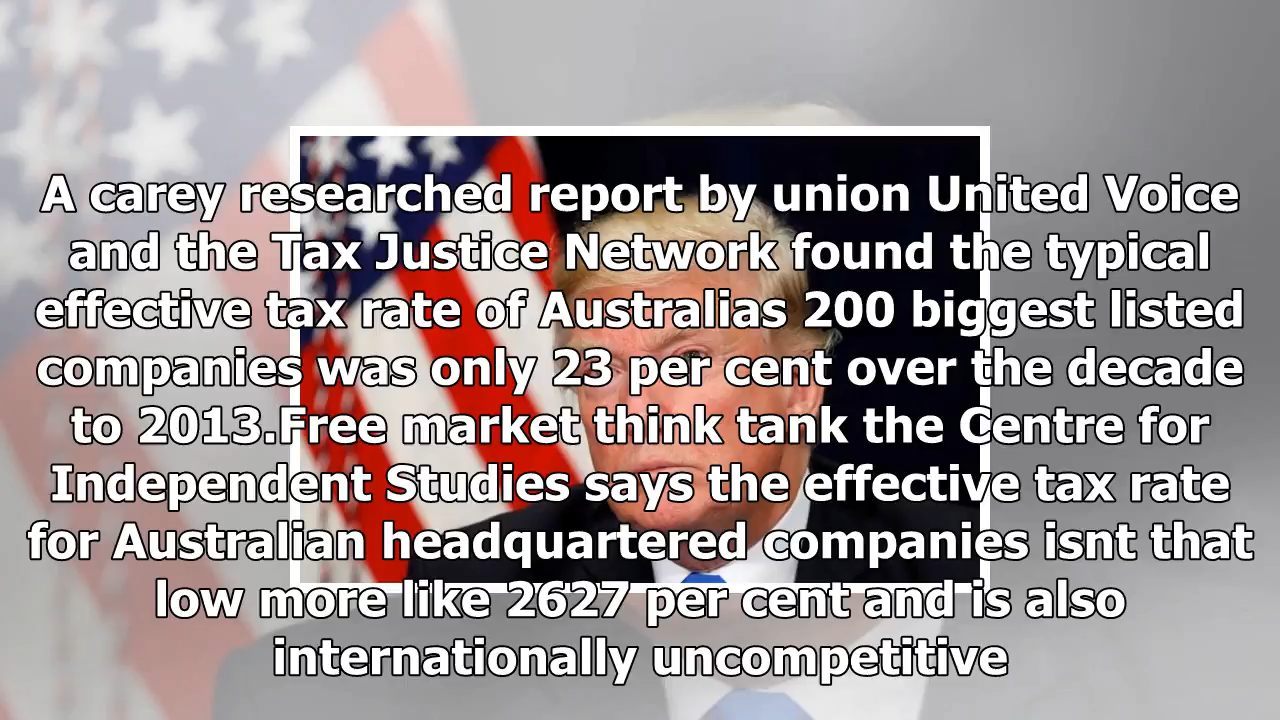 A carey researched report by union United Voice
and the Tax Justice Network found the typical
effective tax rate of Australias 200 biggest listed
companies was only 23 per cent over the decade
to 2013.Free market think tank the Centre for
Independent Studies says the effective tax rate
for Australian headquartered companies isnt that
low more like 2627 per cent and is also
internationally uncompetitive